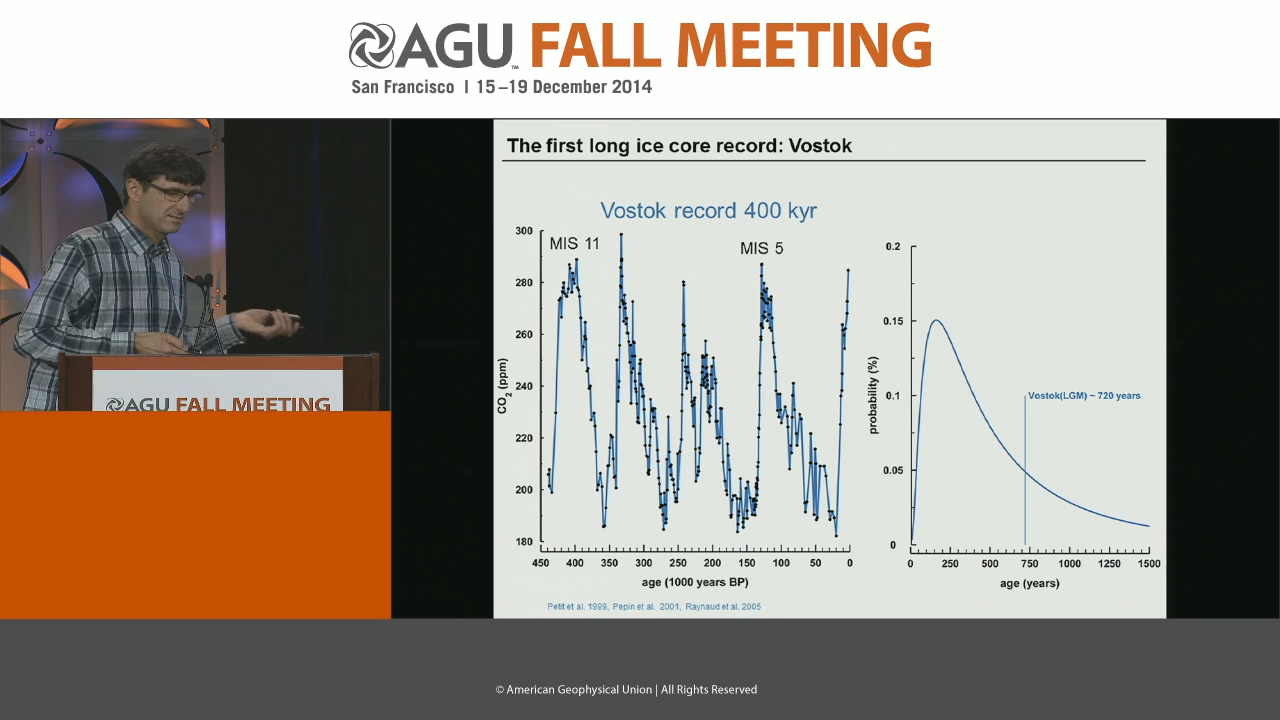 AGU™ FALL MEETING
San Francisco | 15–19 December 2014
The first long ice core record: Vostok
Vostok record 400 kyr
MIS 11
MIS 5
CO2 (ppm)
300
280
260
240
220
200
180
450 400 350 300 250 200 150 100 50 0
age (1000 years BP)
Petit et al. 1999, Pepin et al. 2001, Raynaud et al. 2005
probability (%)
0.2
0.15
0.1
0.05
0
Vostok(LGM) ~ 720 years
0 250 500 750 1000 1250 1500
age (years)
AGU FALL MEETING
© American Geophysical Union | All Rights Reserved